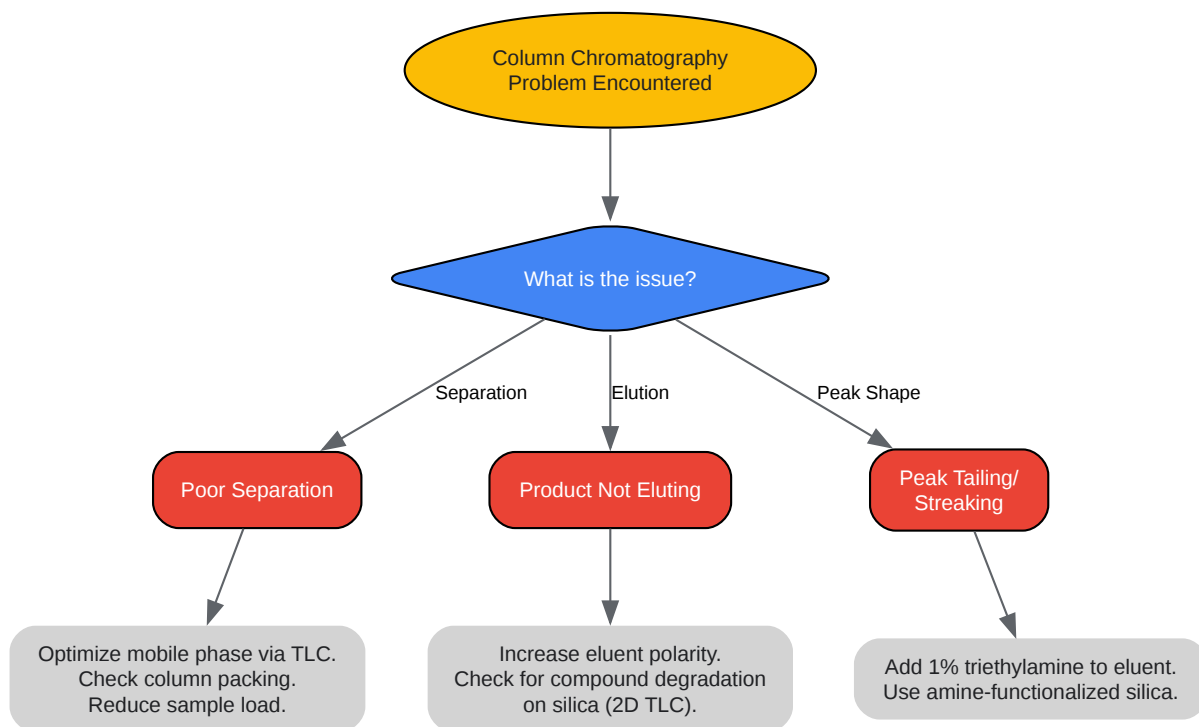 Column Chromatography
Problem Encountered
What is the issue?
Separation
Elution
Peak Shape
Poor Separation
Product Not Eluting
Peak Tailing/
Streaking
Optimize mobile phase via TLC.
Check column packing.
Reduce sample load.
Increase eluent polarity.
Check for compound degradation
on silica (2D TLC).
Add 1% triethylamine to eluent.
Use amine-functionalized silica.